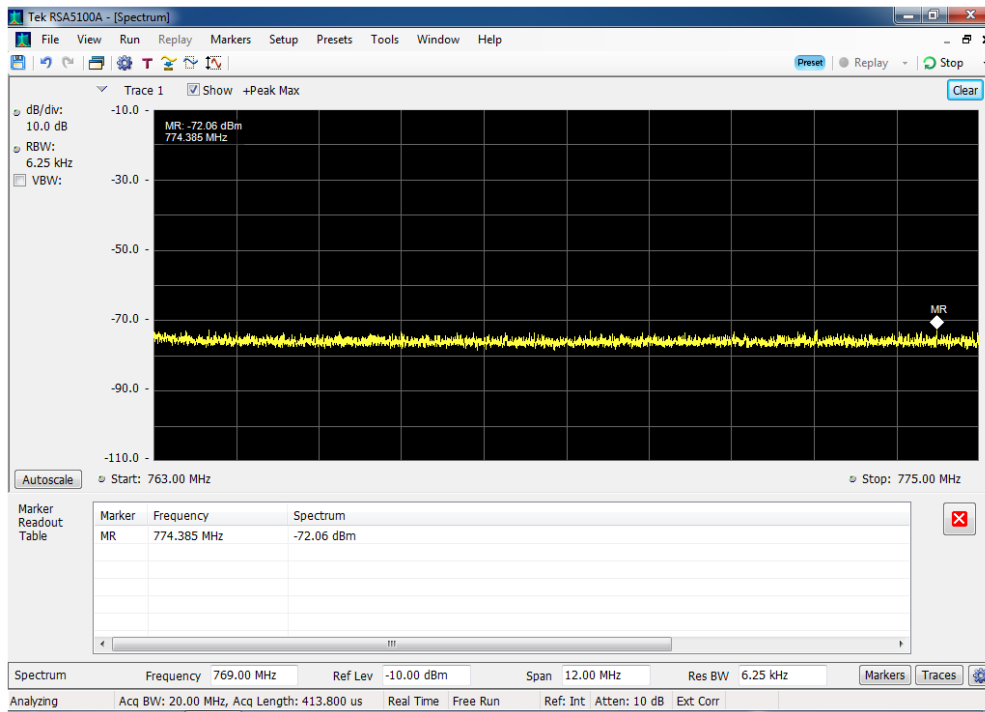 Tek RSA5100A - [Spectrum]
File View Run Replay Markers Setup Presets Tools Window Help
T Preset Replay Stop
Trace 1 Show +Peak Max Clear
dB/div:
10.0 dB
RBW:
6.25 kHz
VBW:
-10.0 -
-30.0 -
-50.0 -
-70.0 -
-90.0 -
-110.0 -
MR: -72.06 dBm
774.385 MHz
MR
Autoscale Start: 763.00 MHz Stop: 775.00 MHz
Marker
Readout
Table
Marker Frequency Spectrum
MR 774.385 MHz -72.06 dBm
Spectrum Frequency 769.00 MHz Ref Lev -10.00 dBm Span 12.00 MHz Res BW 6.25 kHz Markers Traces
Analyzing Acq BW: 20.00 MHz, Acq Length: 413.800 us Real Time Free Run Ref: Int Atten: 10 dB Ext Corr